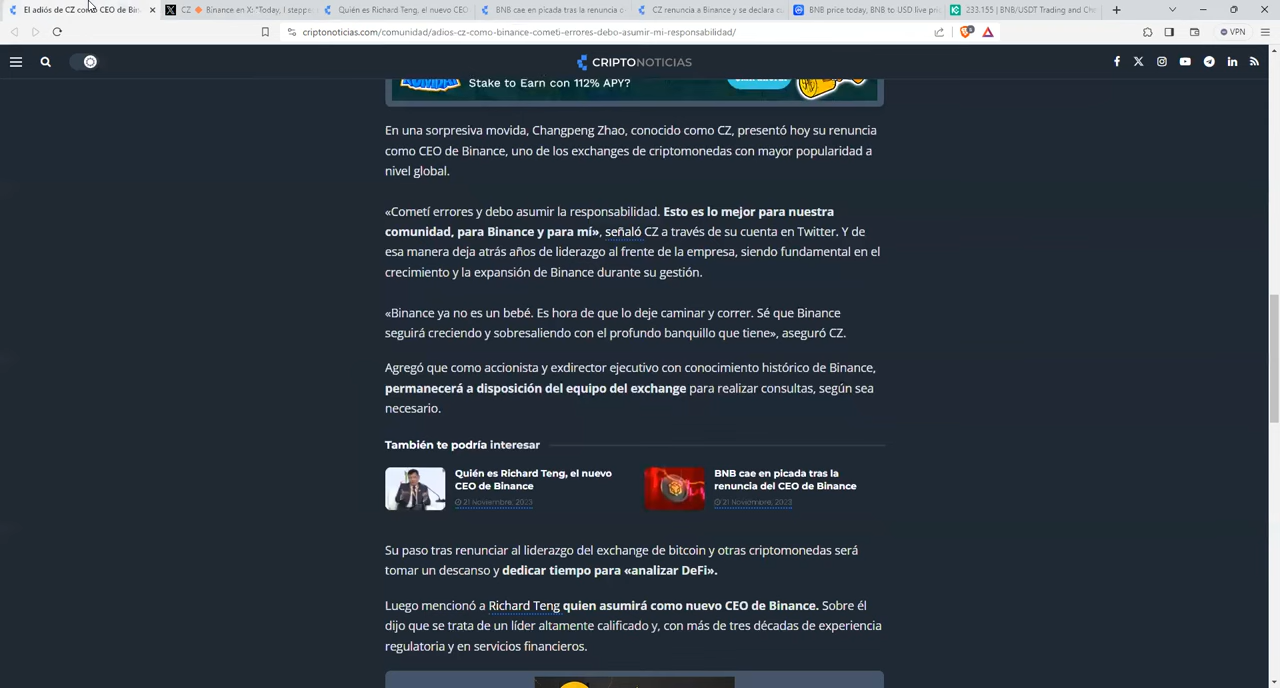 El adiós de CZ como CEO de Bin
CZ 🔶 Binance en X: "Today, I stepped
Quién es Richard Teng, el nuevo CEO
BNB cae en picada tras la renuncia
CZ renuncia a Binance y se declara cu
BNB price today, BNB to USD live pri
233.155 | BNB/USDT Trading and Ch
criptonoticias.com/comunidad/adios-cz-como-binance-cometi-errores-debo-asumir-mi-responsabilidad/
VPN
CRIPTONOTICIAS
Stake to Earn con 112% APY?
En una sorpresiva movida, Changpeng Zhao, conocido como CZ, presentó hoy su renuncia
como CEO de Binance, uno de los exchanges de criptomonedas con mayor popularidad a
nivel global.
«Cometí errores y debo asumir la responsabilidad. Esto es lo mejor para nuestra
comunidad, para Binance y para mí», señaló CZ a través de su cuenta en Twitter. Y de
esa manera deja atrás años de liderazgo al frente de la empresa, siendo fundamental en el
crecimiento y la expansión de Binance durante su gestión.
«Binance ya no es un bebé. Es hora de que lo deje caminar y correr. Sé que Binance
seguirá creciendo y sobresaliendo con el profundo banquillo que tiene», aseguró CZ.
Agregó que como accionista y exdirector ejecutivo con conocimiento histórico de Binance,
permanecerá a disposición del equipo del exchange para realizar consultas, según sea
necesario.
También te podría interesar
Quién es Richard Teng, el nuevo
CEO de Binance
21 Noviembre, 2023
BNB cae en picada tras la
renuncia del CEO de Binance
21 Noviembre, 2023
Su paso tras renunciar al liderazgo del exchange de bitcoin y otras criptomonedas será
tomar un descanso y dedicar tiempo para «analizar DeFi».
Luego mencionó a Richard Teng quien asumirá como nuevo CEO de Binance. Sobre él
dijo que se trata de un líder altamente calificado y, con más de tres décadas de experiencia
regulatoria y en servicios financieros.